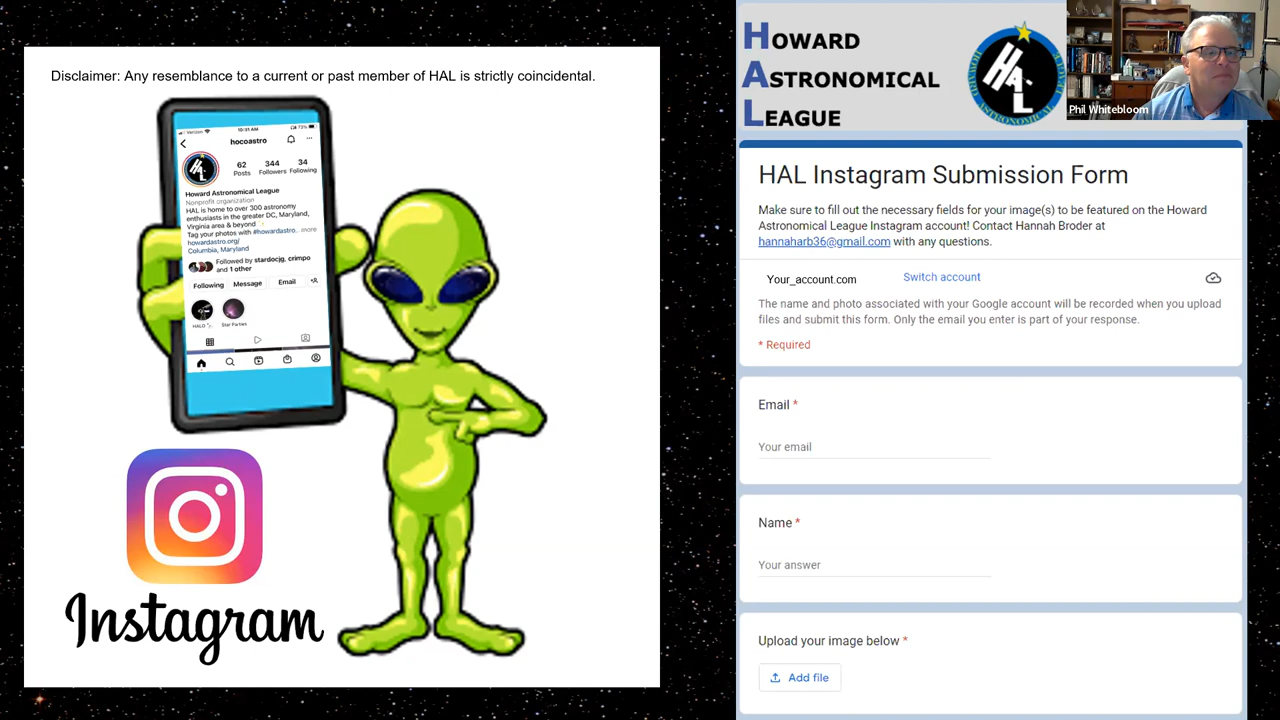 Disclaimer: Any resemblance to a current or past member of HAL is strictly coincidental.
Verizon 10:31 AM 73%
hocoastro
62 344 34
Posts Followers Following
Howard Astronomical League
Nonprofit organization
HAL is home to over 300 astronomy
enthusiasts in the greater DC, Maryland,
Virginia area & beyond
Tag your photos with #howardastro... more
howardastro.org/
Columbia, Maryland
Followed by stardocjg, crimpo
and 1 other
Following Message Email
HALO Star Parties
Instagram
HOWARD
ASTRONOMICAL
LEAGUE
HAL
Phil Whitebloom
HAL Instagram Submission Form
Make sure to fill out the necessary fields for your image(s) to be featured on the Howard
Astronomical League Instagram account! Contact Hannah Broder at
hannaharb36@gmail.com with any questions.
Your_account.com Switch account
The name and photo associated with your Google account will be recorded when you upload
files and submit this form. Only the email you enter is part of your response.
* Required
Email *
Your email
Name *
Your answer
Upload your image below *
Add file